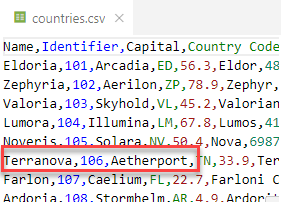 countries.csv
Name,Identifier,Capital,Country Code
Eldoria,101,Arcadia,ED,56.3,Eldor,48
Zephyria,102,Aerilon,ZP,78.9,Zephyr,
Valoria,103,Skyhold,VL,45.2,Valorian
Lumora,104,Illumina,LM,67.8,Lumos,41
Noveris,105,Solara,NV,50.4,Nova,6987
Terranova,106,Aetherport,TN,33.9,Ter
Farlon,107,Caelium,FL,22.7,Farloni C
Ardoria,108,Stormhelm,AR,4.9,Ardorit